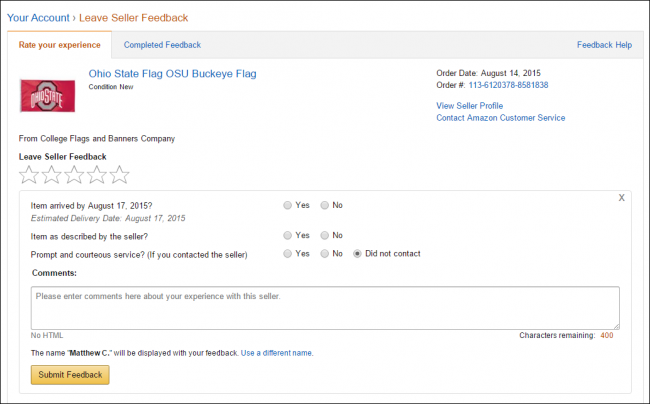 Your Account › Leave Seller Feedback
Rate your experience
Completed Feedback
Feedback Help
OHIO STATE
Ohio State Flag OSU Buckeye Flag
Condition New
Order Date: August 14, 2015
Order #: 113-6120378-8581838
View Seller Profile
Contact Amazon Customer Service
From College Flags and Banners Company
Leave Seller Feedback
X
Item arrived by August 17, 2015? Yes No
Estimated Delivery Date: August 17, 2015
Item as described by the seller? Yes No
Prompt and courteous service? (If you contacted the seller) Yes No Did not contact
Comments:
Please enter comments here about your experience with this seller.
No HTML Characters remaining: 400
The name "Matthew C." will be displayed with your feedback. Use a different name.
Submit Feedback